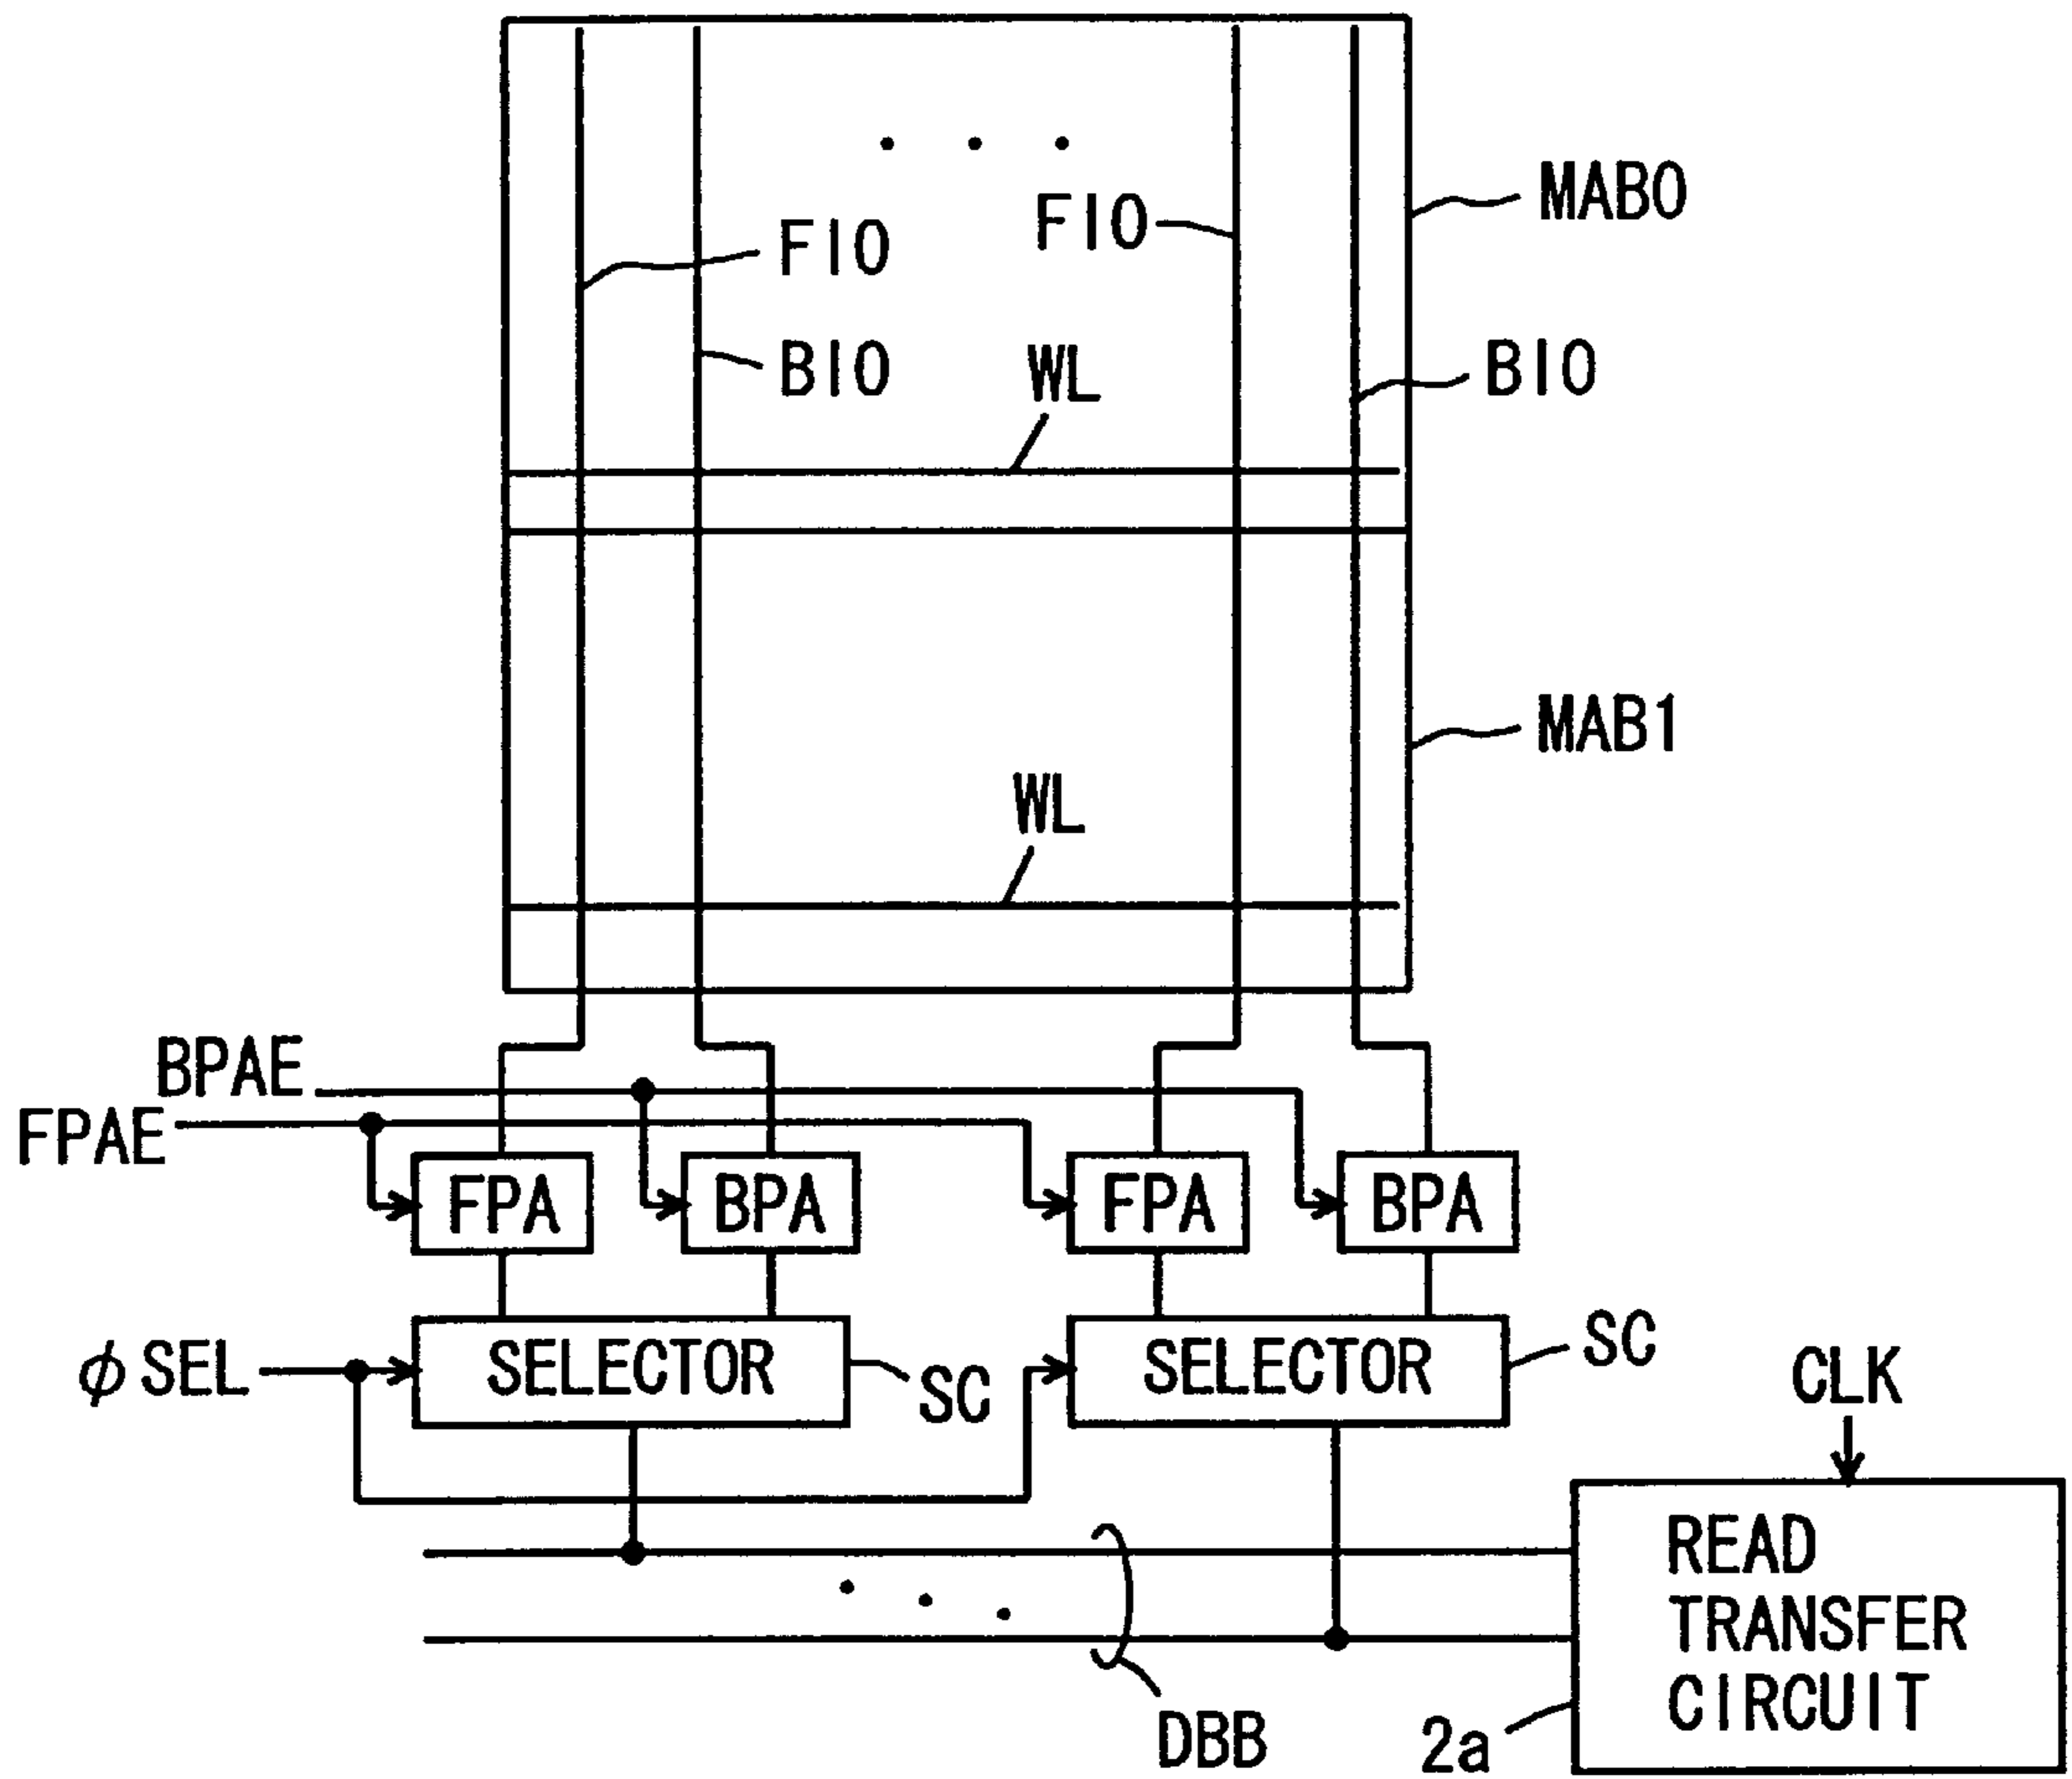 MAB0
FIO
FIO
BIO
WL
BIO
MAB1
WL
BPAE
FPAE
FPA
BPA
FPA
BPA
φSEL
SELECTOR
SC
SELECTOR
SC
CLK
READ
TRANSFER
CIRCUIT
DBB
2a